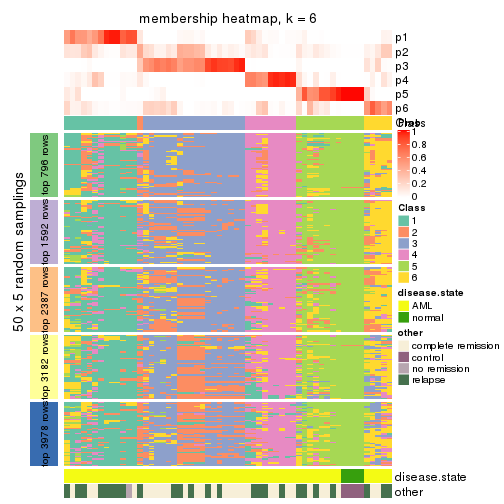 membership heatmap, k = 6
p1
p2
p3
p4
p5
p6
Prob
Class
1
0.8
0.6
0.4
0.2
0
Class
1
2
3
4
5
6
disease.state
AML
normal
other
complete remission
control
no remission
relapse
50 x 5 random samplings
top 796 rows
top 1592 rows
top 2387 rows
top 3182 rows
top 3978 rows
disease.state
other